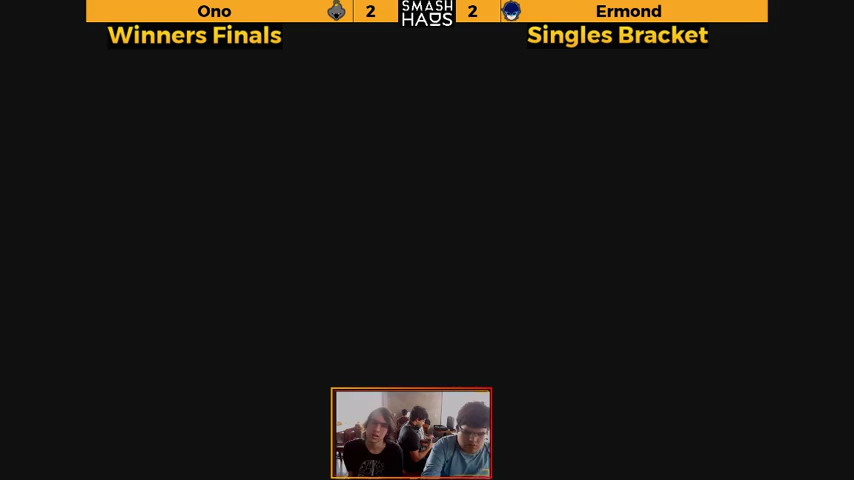 Ono 2 SMASH HAUS 2 Ermond
Winners Finals Singles Bracket